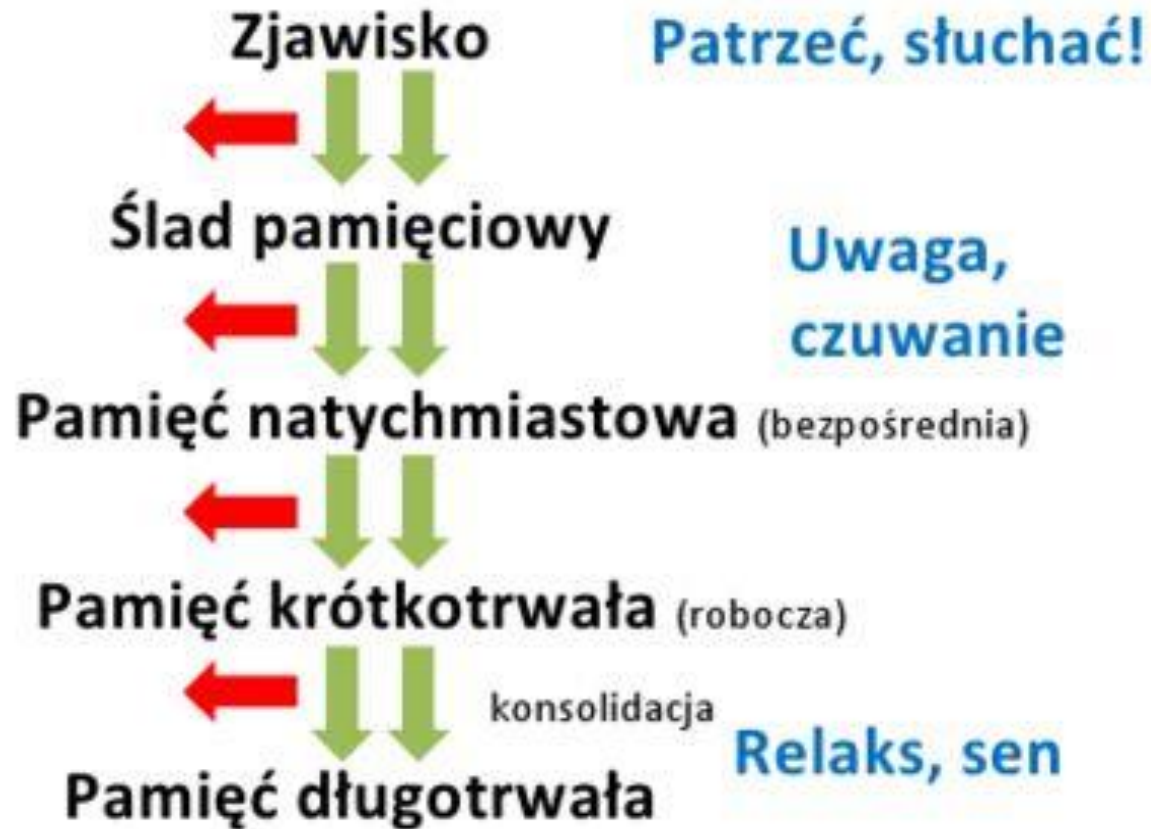 Zjawisko
Patrzeć, słuchać!
Ślad pamięciowy
Uwaga,
czuwanie
Pamięć natychmiastowa (bezpośrednia)
Pamięć krótkotrwała (robocza)
konsolidacja
Relaks, sen
Pamięć długotrwała